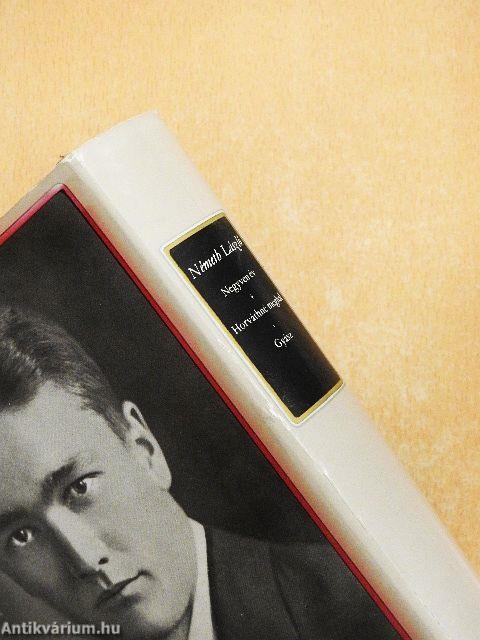 Németh László
Negyven év
Horváthné meghal
Gyász
Antikvárium.hu